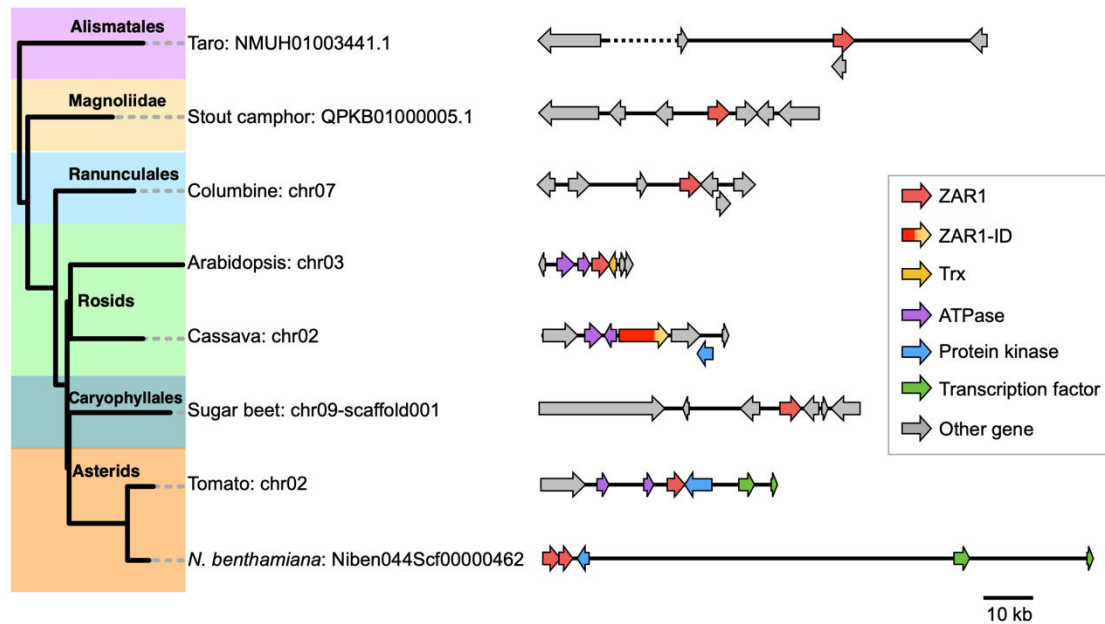 Alismatales
Taro: NMUH01003441.1
Magnoliidae
Stout camphor: QPKB01000005.1
Ranunculales
Columbine: chr07
Arabidopsis: chr03
Rosids
Cassava: chr02
Caryophyllales
Sugar beet: chr09-scaffold001
Asterids
Tomato: chr02
N. benthamiana: Niben044Scf00000462
ZAR1
ZAR1-ID
Trx
ATPase
Protein kinase
Transcription factor
Other gene
10 kb